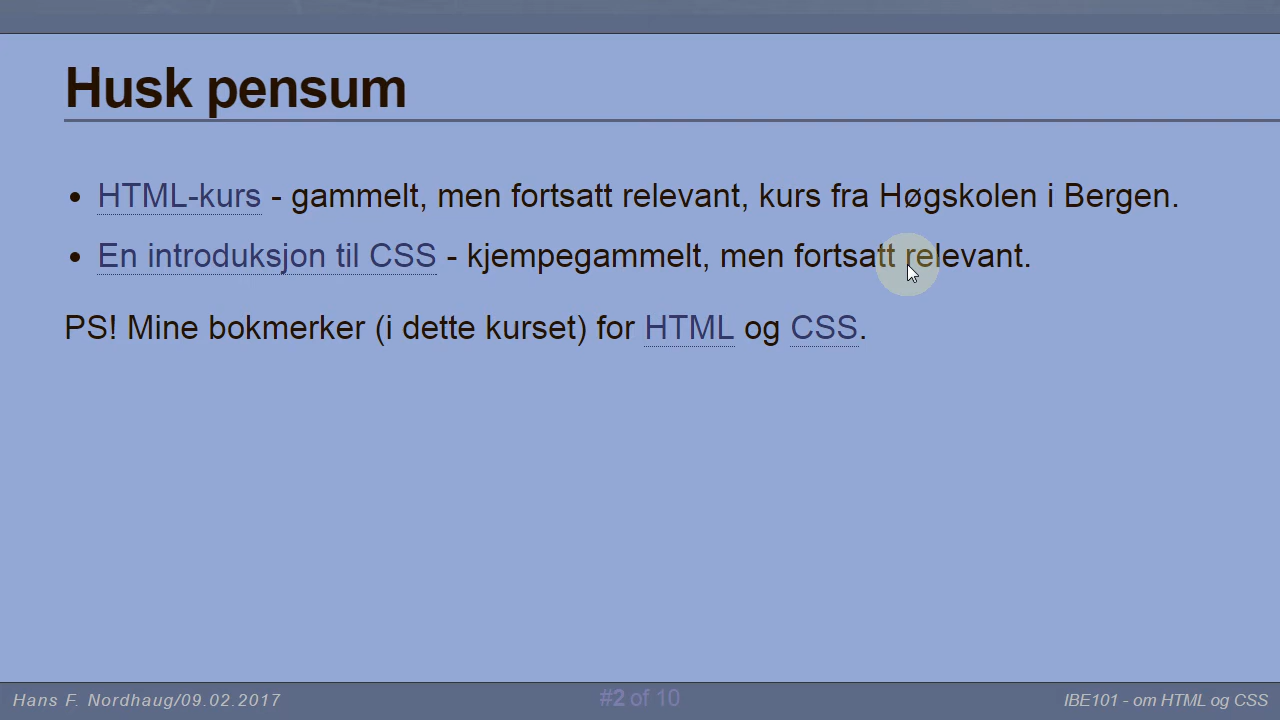 Husk pensum
HTML-kurs - gammelt, men fortsatt relevant, kurs fra Høgskolen i Bergen.
En introduksjon til CSS - kjempegammelt, men fortsatt relevant.
PS! Mine bokmerker (i dette kurset) for HTML og CSS.
Hans F. Nordhaug/09.02.2017 #2 of 10 IBE101 - om HTML og CSS